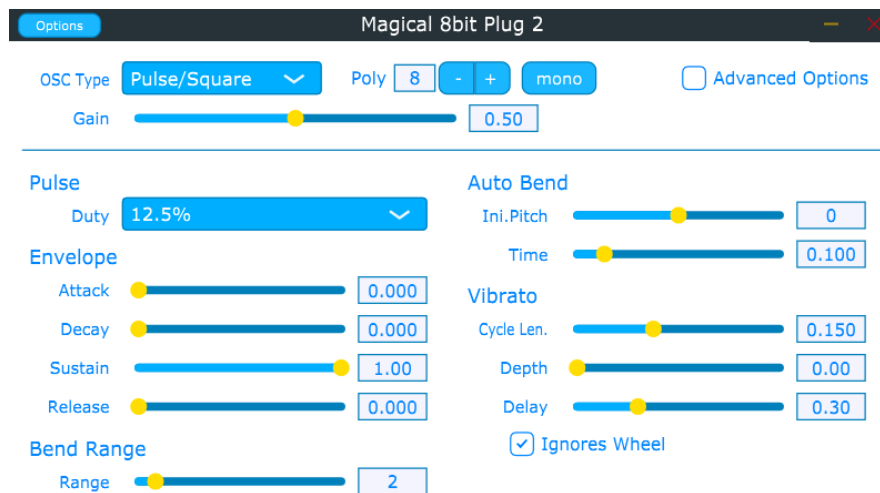 Options
Magical 8bit Plug 2
OSC Type Pulse/Square Poly 8 - + mono Advanced Options
Gain 0.50
Pulse
Duty 12.5%
Envelope
Attack 0.000
Decay 0.000
Sustain 1.00
Release 0.000
Bend Range
Range 2
Auto Bend
Ini.Pitch 0
Time 0.100
Vibrato
Cycle Len. 0.150
Depth 0.00
Delay 0.30
Ignores Wheel